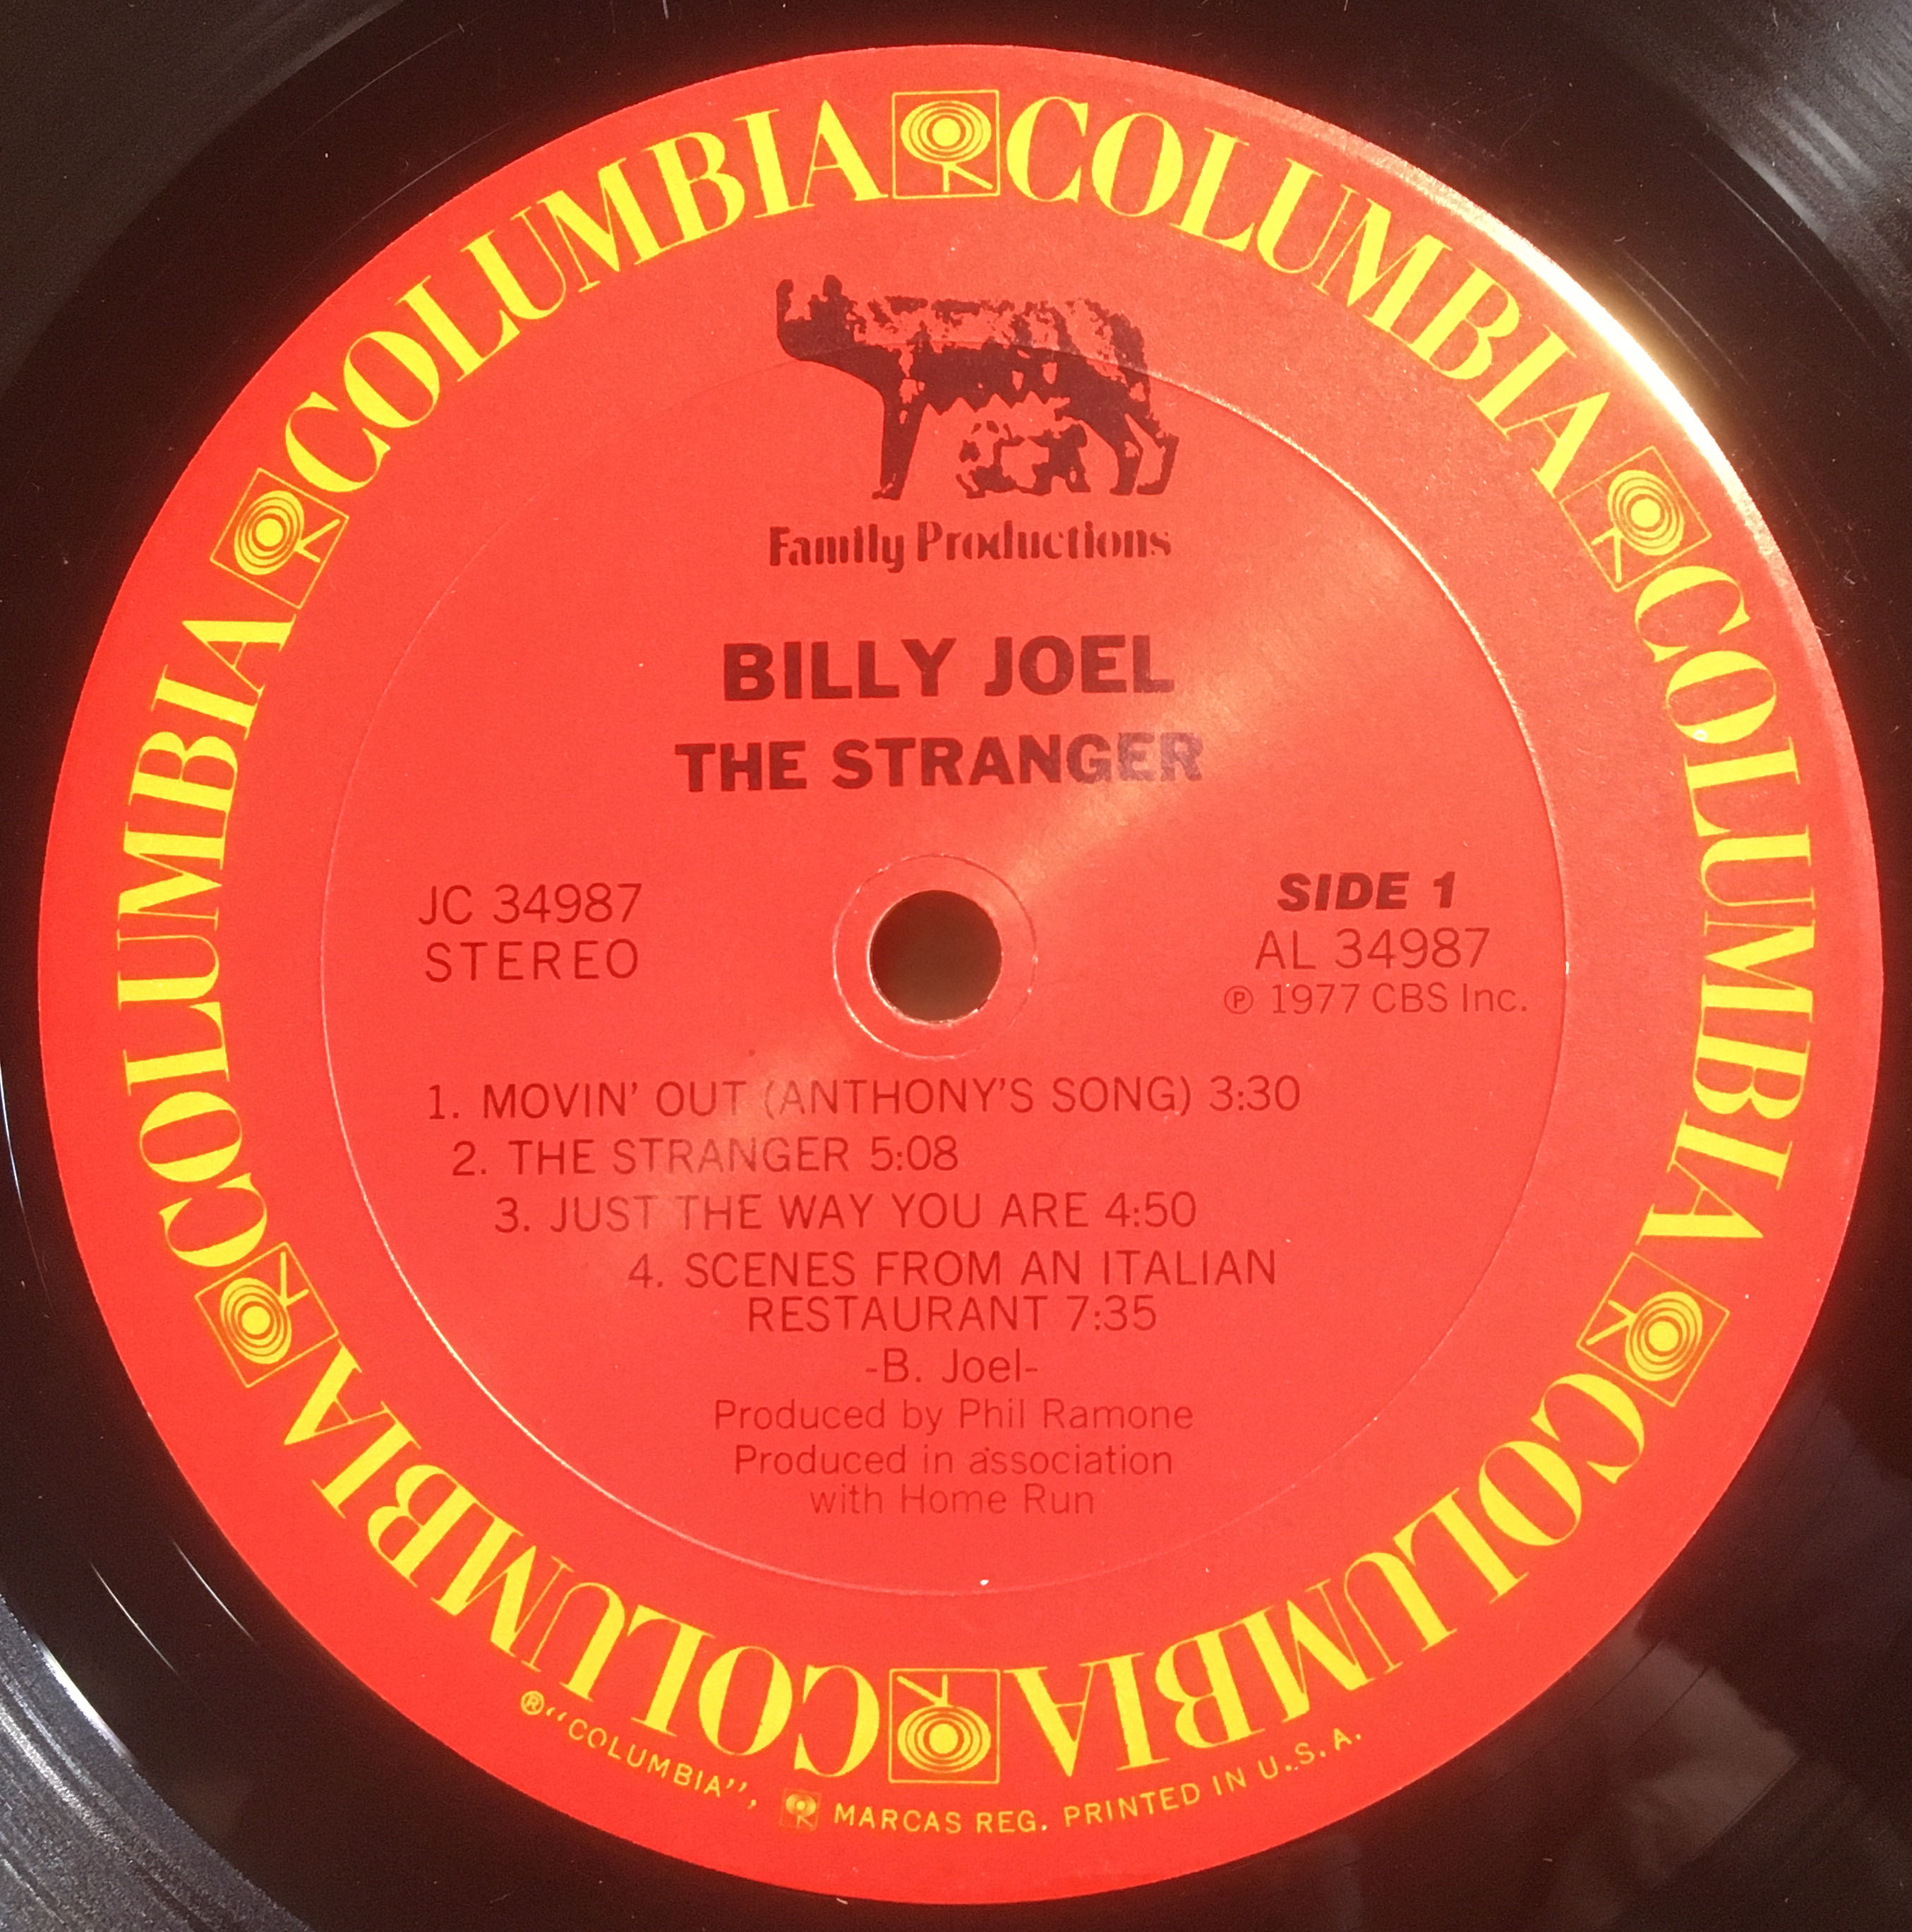 COLUMBIA COLUMBIA COLUMBIA COLUMBIA COLUMBIA COLUMBIA
Family Productions
BILLY JOEL
THE STRANGER
JC 34987
STEREO
SIDE 1
AL 34987
℗ 1977 CBS Inc.
1. MOVIN' OUT (ANTHONY'S SONG) 3:30
2. THE STRANGER 5:08
3. JUST THE WAY YOU ARE 4:50
4. SCENES FROM AN ITALIAN
RESTAURANT 7:35
-B. Joel-
Produced by Phil Ramone
Produced in association
with Home Run
®"COLUMBIA", MARCAS REG. PRINTED IN U.S.A.